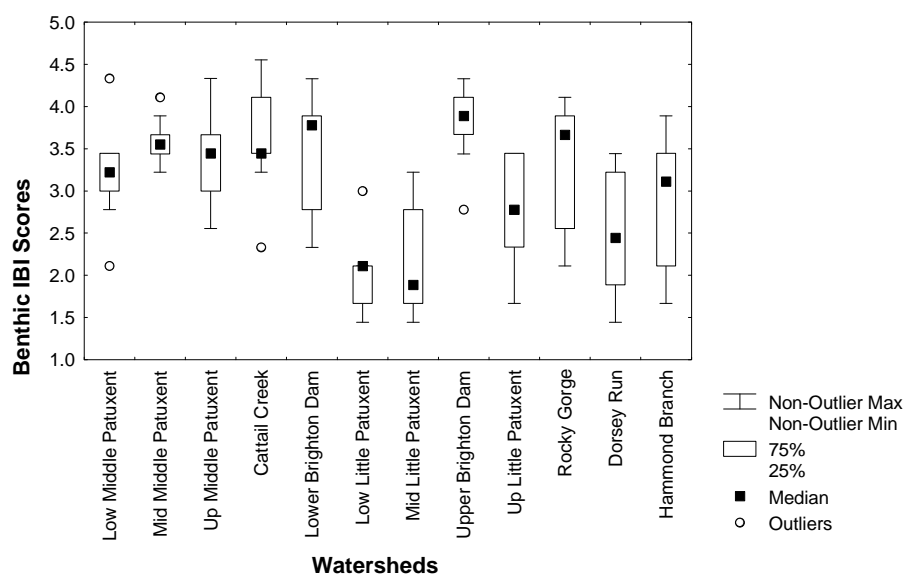 Benthic IBI Scores
5.0
4.5
4.0
3.5
3.0
2.5
2.0
1.5
1.0
Low Middle Patuxent
Mid Middle Patuxent
Up Middle Patuxent
Cattail Creek
Lower Brighton Dam
Low Little Patuxent
Mid Little Patuxent
Upper Brighton Dam
Up Little Patuxent
Rocky Gorge
Dorsey Run
Hammond Branch
Watersheds
Non-Outlier Max
Non-Outlier Min
75%
25%
Median
Outliers